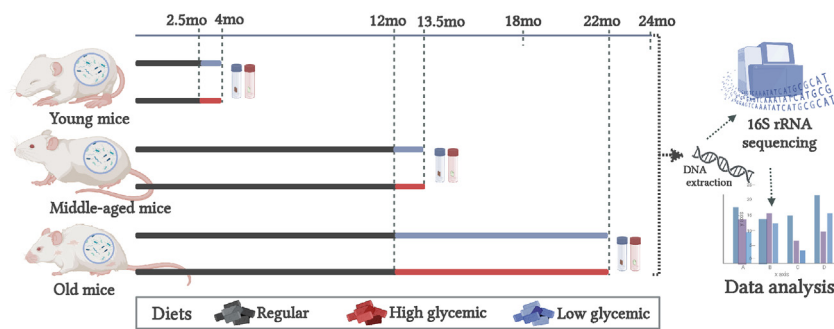 2.5mo 4mo 12mo 13.5mo 18mo 22mo 24mo
Young mice
Middle-aged mice
Old mice
16S rRNA
sequencing
DNA
extraction
A B C D
x axis
Data analysis
Diets Regular High glycemic Low glycemic